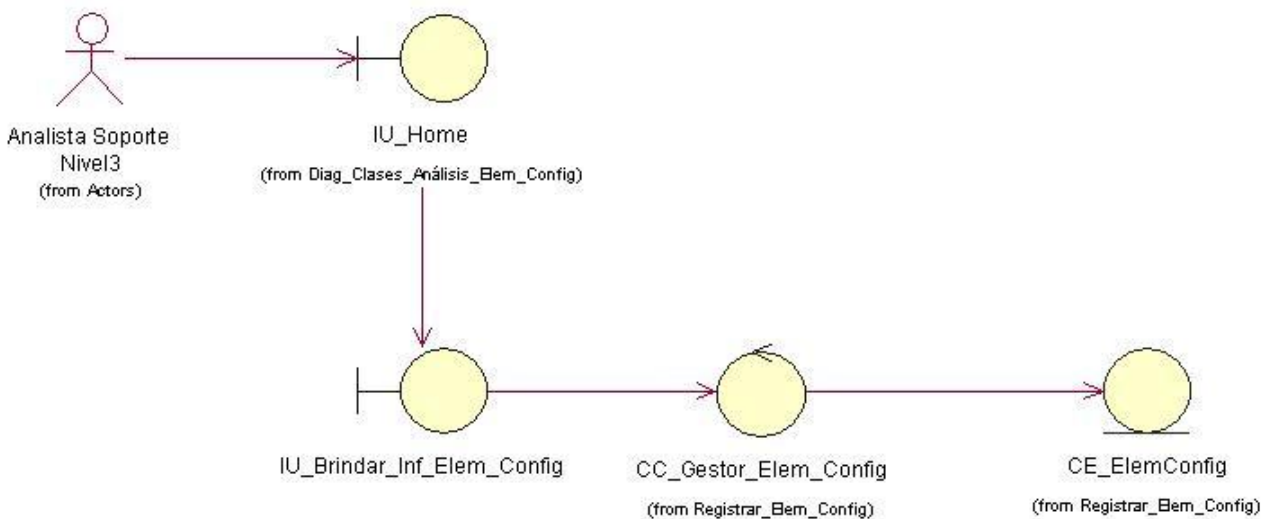 Analista Soporte
Nivel3
(from Actors)
IU_Home
(from Diag_Clases_Análisis_Elem_Config)
IU_Brindar_Inf_Elem_Config
CC_Gestor_Elem_Config
(from Registrar_Elem_Config)
CE_ElemConfig
(from Registrar_Elem_Config)